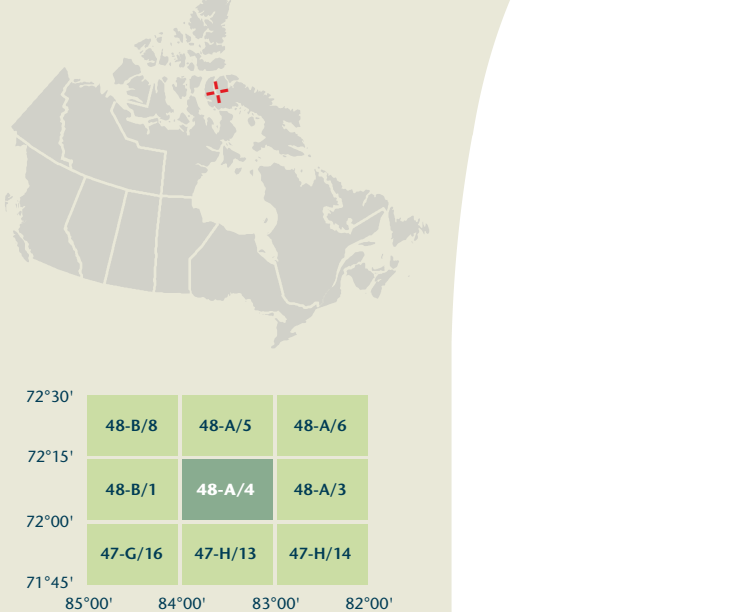 72°30'
48-B/8 48-A/5 48-A/6
72°15'
48-B/1 48-A/4 48-A/3
72°00'
47-G/16 47-H/13 47-H/14
71°45'
85°00' 84°00' 83°00' 82°00'